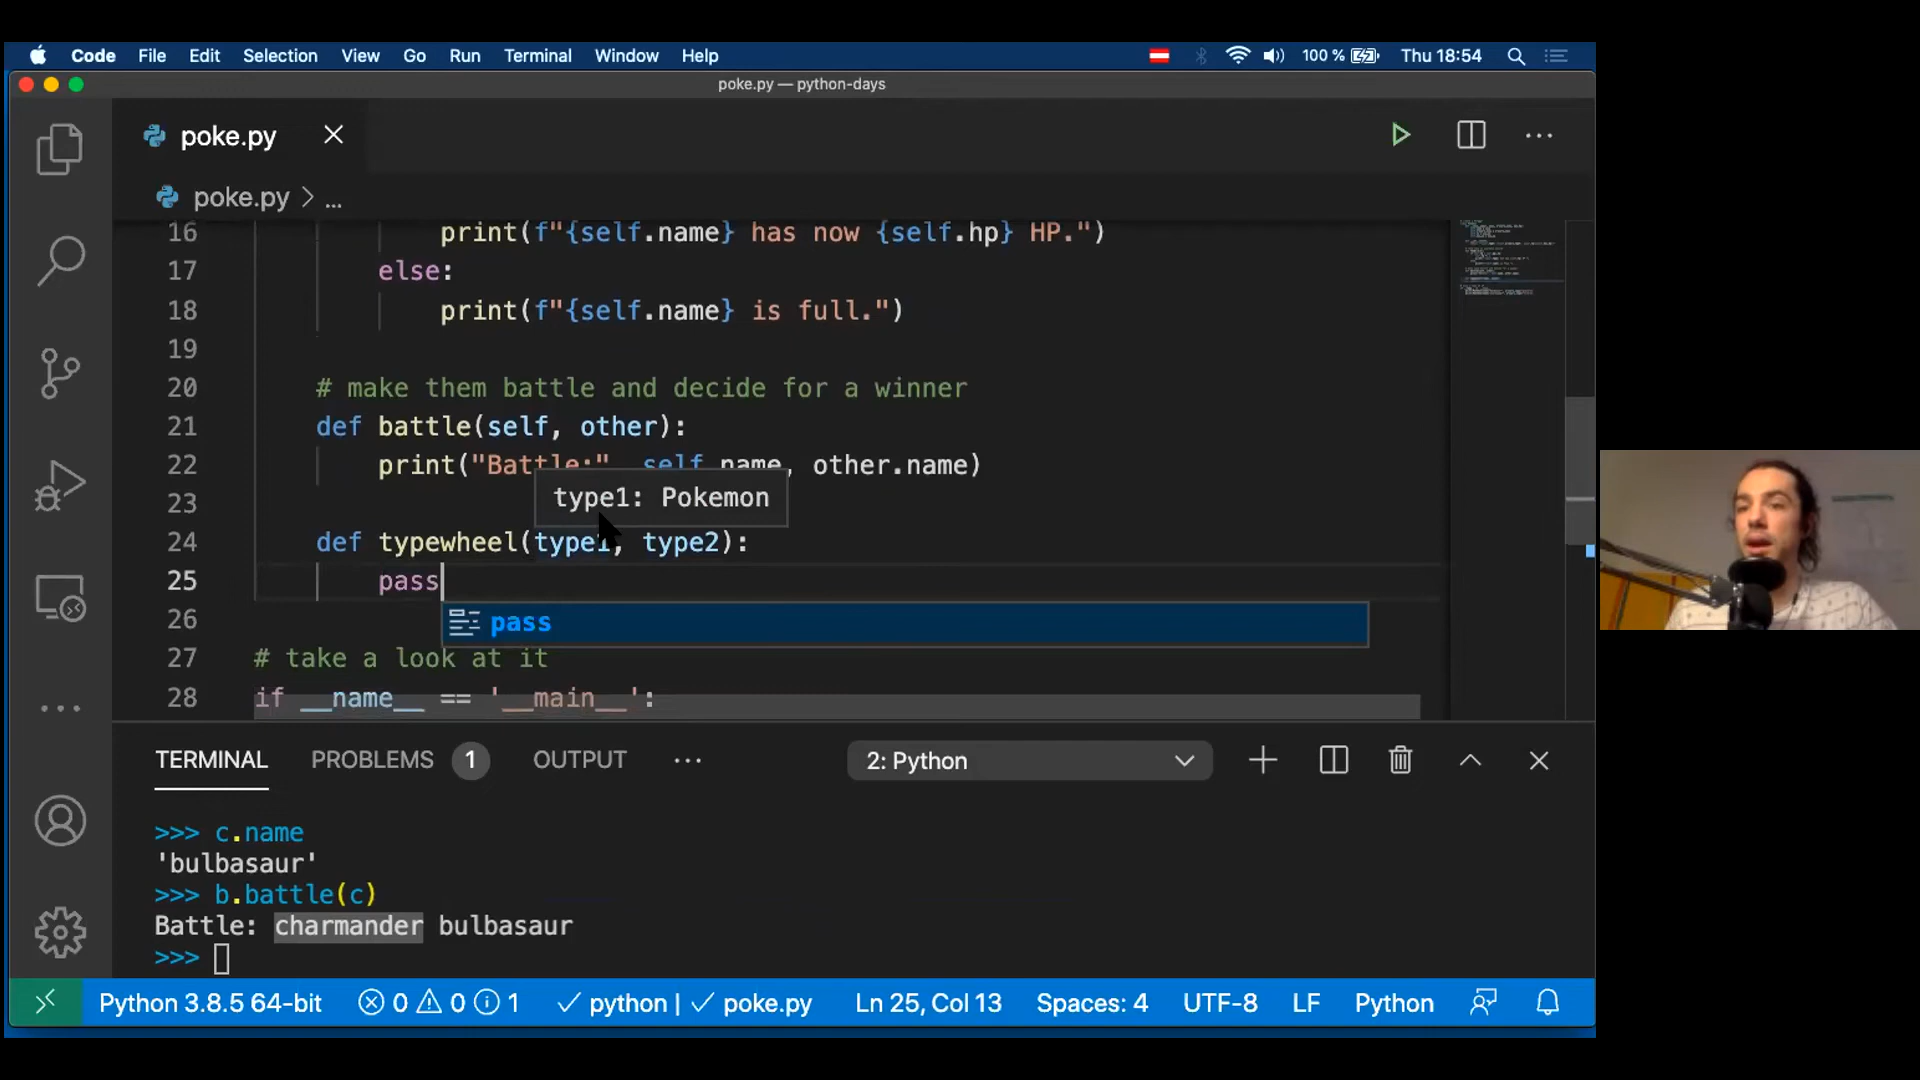 Code File Edit Selection View Go Run Terminal Window Help 100 % Thu 18:54
poke.py — python-days
poke.py
poke.py > ...
16 print(f"{self.name} has now {self.hp} HP.")
17 else:
18 print(f"{self.name} is full.")
19
20 # make them battle and decide for a winner
21 def battle(self, other):
22 print("Battle:" self.name, other.name)
23
type1: Pokemon
24 def typewheel(type1, type2):
25 pass
26
pass
27 # take a look at it
28 if __name__ == '__main__':
TERMINAL PROBLEMS 1 OUTPUT ... 2: Python
>>> c.name
'bulbasaur'
>>> b.battle(c)
Battle: charmander bulbasaur
>>>
Python 3.8.5 64-bit 0 0 1 python | poke.py Ln 25, Col 13 Spaces: 4 UTF-8 LF Python